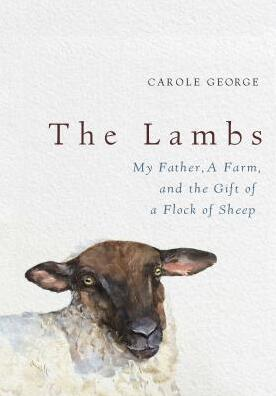 CAROLE GEORGE
The Lambs
My Father, A Farm,
and the Gift of
a Flock of Sheep